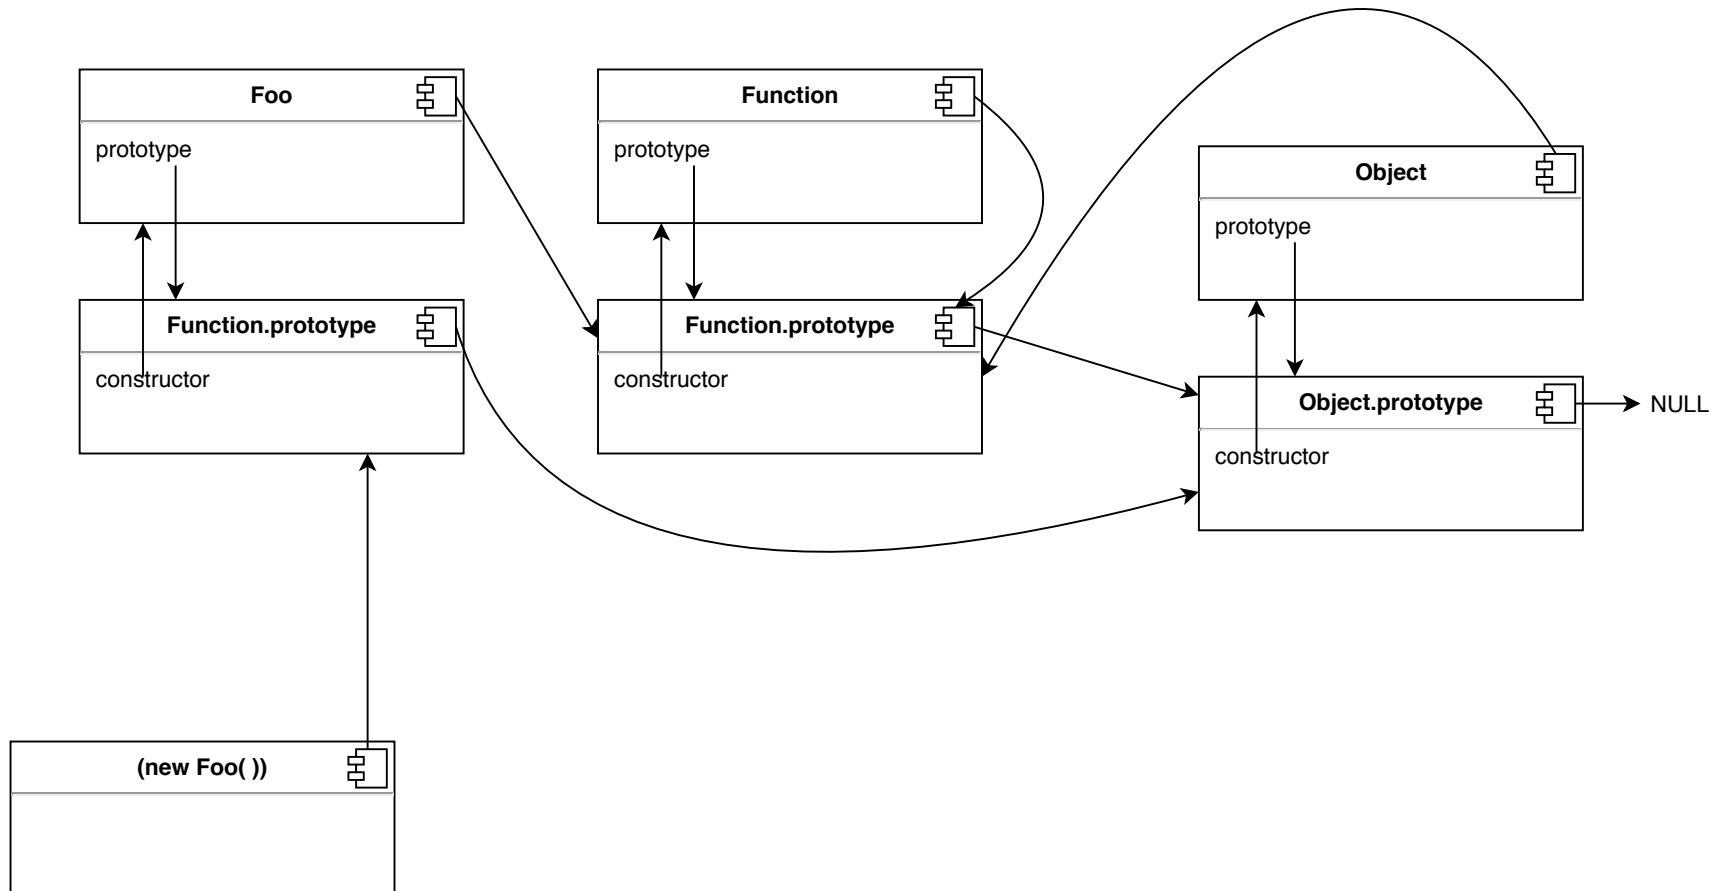 Foo
prototype
Function
prototype
Object
prototype
Function.prototype
constructor
Function.prototype
constructor
Object.prototype
constructor
NULL
(new Foo( ))